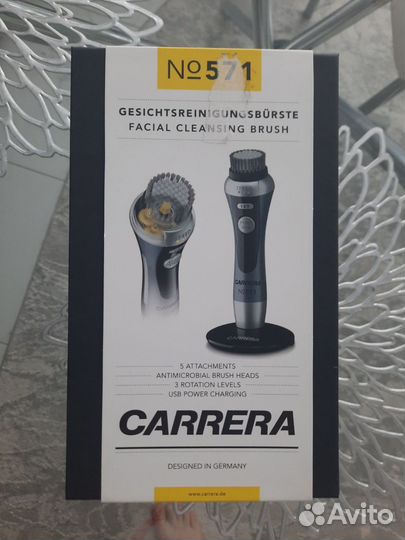 №571
GESICHTSREINIGUNGSBÜRSTE
FACIAL CLEANSING BRUSH
CARRERA
5 ATTACHMENTS
ANTIMICROBIAL BRUSH HEADS
3 ROTATION LEVELS
USB POWER CHARGING
CARRERA
DESIGNED IN GERMANY
www.carrera.de
Avito